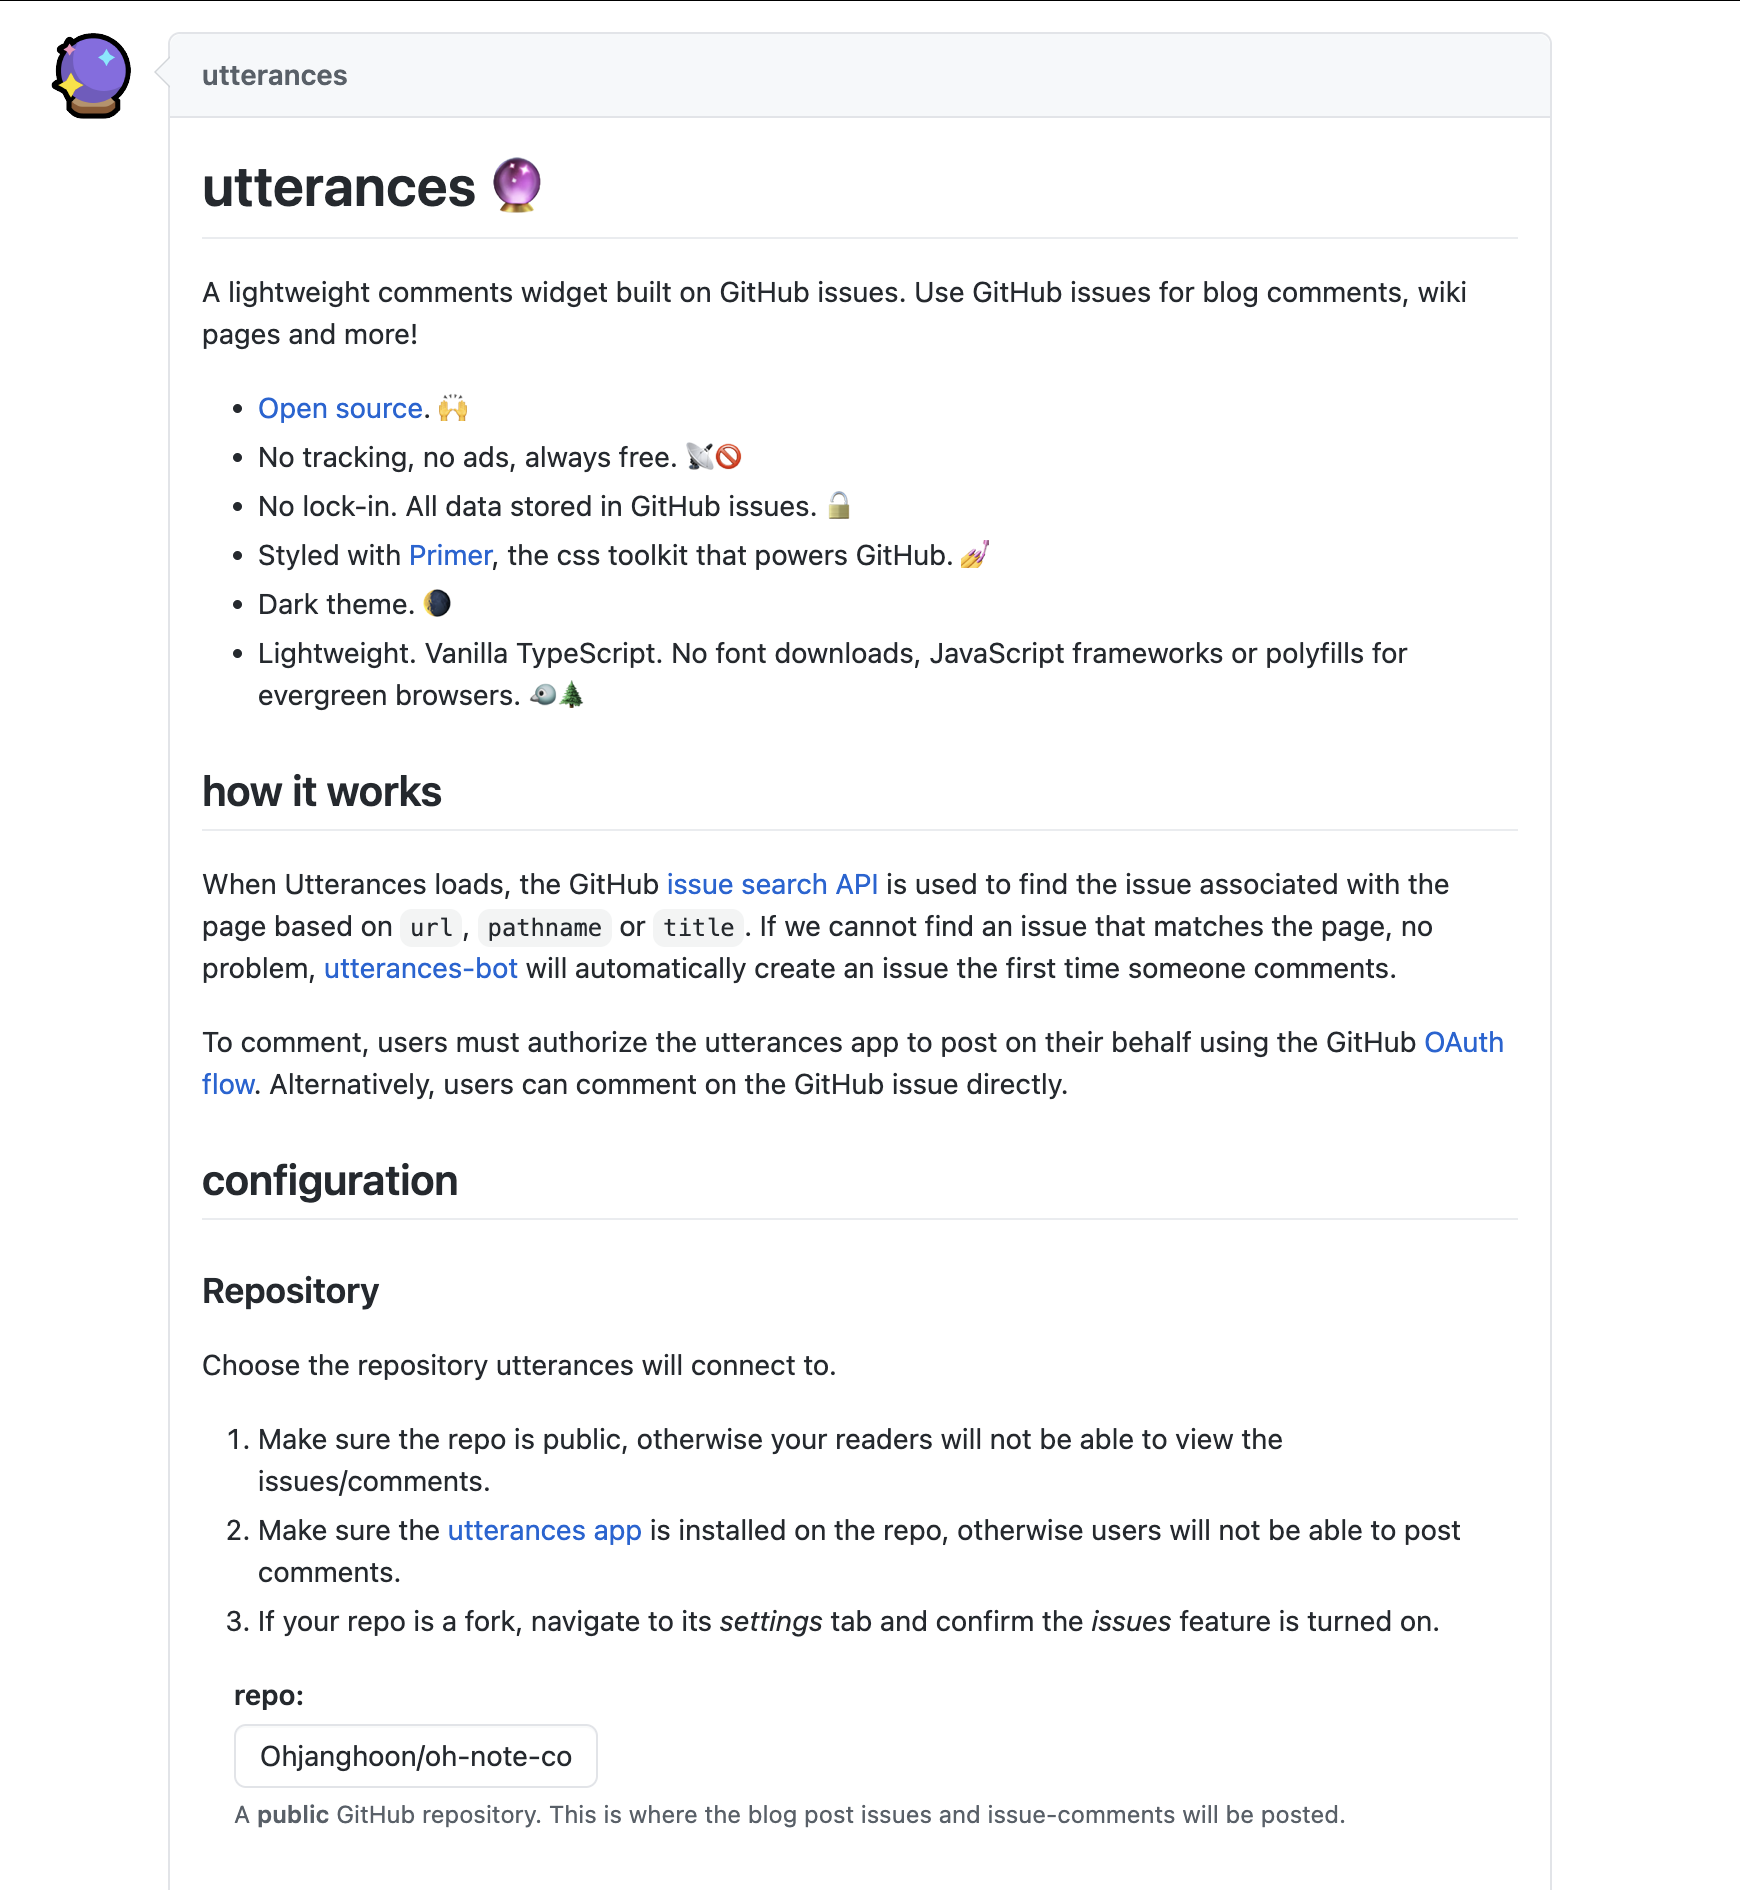 utterances
utterances 🔮
A lightweight comments widget built on GitHub issues. Use GitHub issues for blog comments, wiki
pages and more!
• Open source. 🙌
• No tracking, no ads, always free. 📡🚫
• No lock-in. All data stored in GitHub issues. 🔓
• Styled with Primer, the css toolkit that powers GitHub. 💅
• Dark theme. 🌘
• Lightweight. Vanilla TypeScript. No font downloads, JavaScript frameworks or polyfills for
evergreen browsers. 🐦🌲
how it works
When Utterances loads, the GitHub issue search API is used to find the issue associated with the
page based on url, pathname or title. If we cannot find an issue that matches the page, no
problem, utterances-bot will automatically create an issue the first time someone comments.
To comment, users must authorize the utterances app to post on their behalf using the GitHub OAuth
flow. Alternatively, users can comment on the GitHub issue directly.
configuration
Repository
Choose the repository utterances will connect to.
1. Make sure the repo is public, otherwise your readers will not be able to view the
issues/comments.
2. Make sure the utterances app is installed on the repo, otherwise users will not be able to post
comments.
3. If your repo is a fork, navigate to its settings tab and confirm the issues feature is turned on.
repo:
Ohjanghoon/oh-note-co
A public GitHub repository. This is where the blog post issues and issue-comments will be posted.